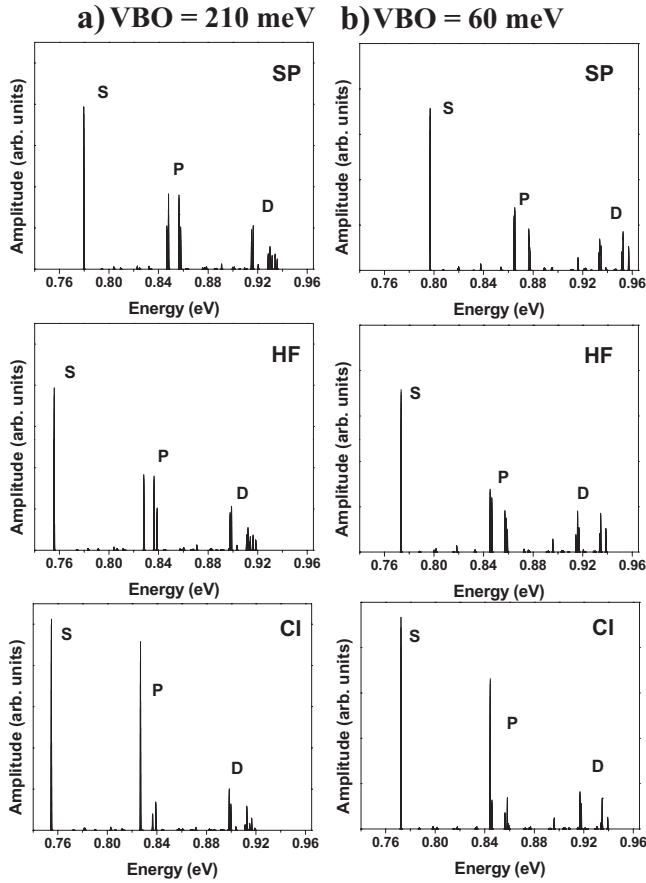 a) VBO = 210 meV
b) VBO = 60 meV
SP
S
P
D
Amplitude (arb. units)
0.76 0.80 0.84 0.88 0.92 0.96
Energy (eV)
SP
S
P
D
Amplitude (arb. units)
0.76 0.80 0.84 0.88 0.92 0.96
Energy (eV)
HF
S
P
D
Amplitude (arb. units)
0.76 0.80 0.84 0.88 0.92 0.96
Energy (eV)
HF
S
P
D
Amplitude (arb. units)
0.76 0.80 0.84 0.88 0.92 0.96
Energy (eV)
CI
S
P
D
Amplitude (arb. units)
0.76 0.80 0.84 0.88 0.92 0.96
Energy (eV)
CI
S
P
D
Amplitude (arb. units)
0.76 0.80 0.84 0.88 0.92 0.96
Energy (eV)